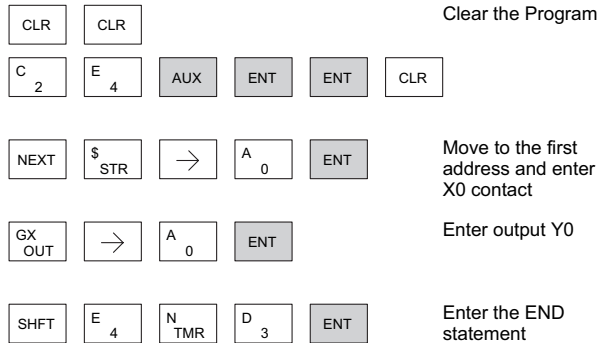 CLR CLR Clear the Program
C 2 E 4 AUX ENT ENT CLR
NEXT $ STR → A 0 ENT Move to the first
address and enter
X0 contact
GX OUT → A 0 ENT Enter output Y0
SHFT E 4 N TMR D 3 ENT Enter the END
statement